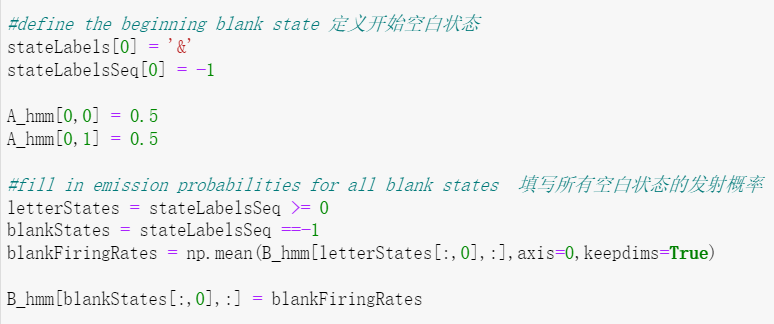 #define the beginning blank state 定义开始空白状态
stateLabels[0] = '&'
stateLabelsSeq[0] = -1
A_hmm[0,0] = 0.5
A_hmm[0,1] = 0.5
#fill in emission probabilities for all blank states  填写所有空白状态的发射概率
letterStates = stateLabelsSeq >= 0
blankStates = stateLabelsSeq ==-1
blankFiringRates = np.mean(B_hmm[letterStates[:,0],:],axis=0,keepdims=True)
B_hmm[blankStates[:,0],:] = blankFiringRates